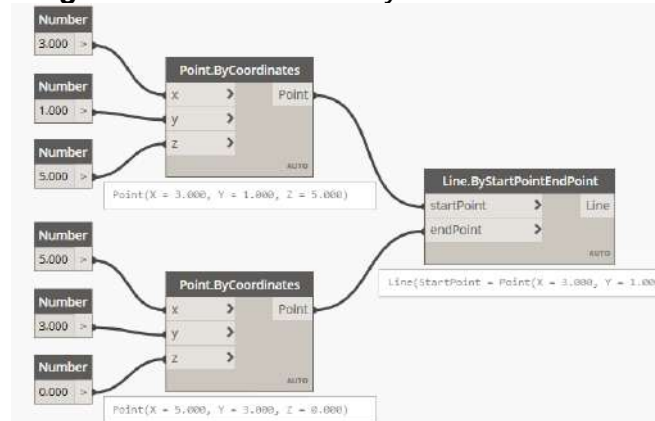 Number
3.000 >
Number
1.000 >
Number
5.000 >
Point.ByCoordinates
x > Point
y >
z >
AUTO
Point(X = 3.000, Y = 1.000, Z = 5.000)
Line.ByStartPointEndPoint
startPoint > Line
endPoint >
AUTO
Line(StartPoint = Point(X = 3.000, Y = 1.00
Number
5.000 >
Number
3.000 >
Number
0.000 >
Point.ByCoordinates
x > Point
y >
z >
AUTO
Point(X = 5.000, Y = 3.000, Z = 0.000)